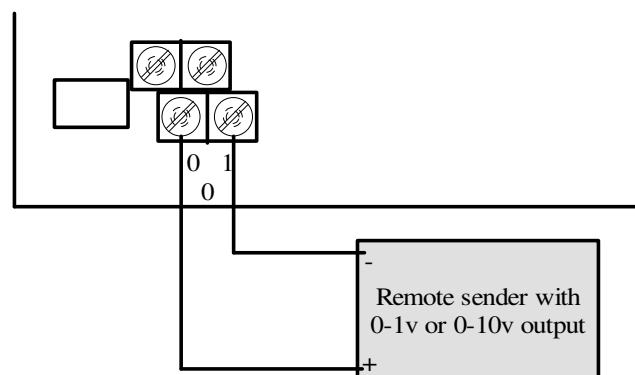 0 1
0
-
Remote sender with
0-1v or 0-10v output
+